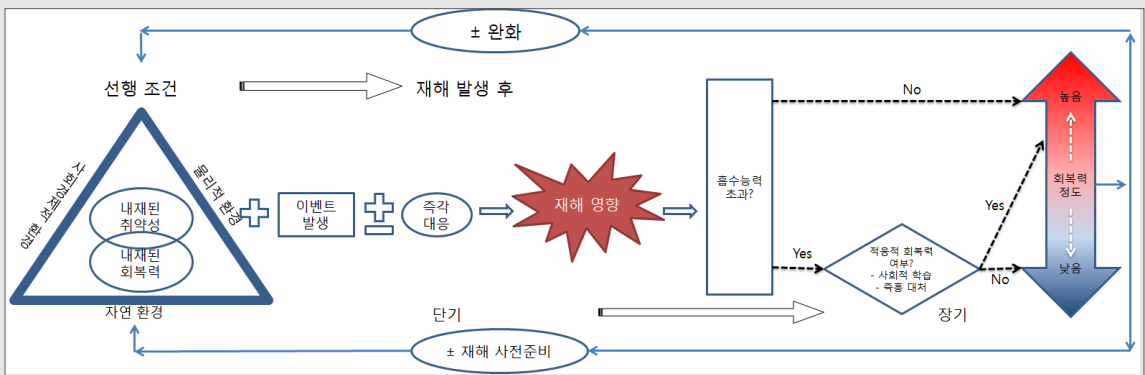 ± 완화
선행 조건
재해 발생 후
사회경제적 환경
물리적 환경
내재된
취약성
내재된
회복력
자연 환경
이벤트
발생
즉각
대응
재해 영향
흡수능력
초과?
No
Yes
적응적 회복력
여부?
- 사회적 학습
- 즉흥 대처
Yes
No
높음
회복력
정도
낮음
단기
장기
± 재해 사전준비